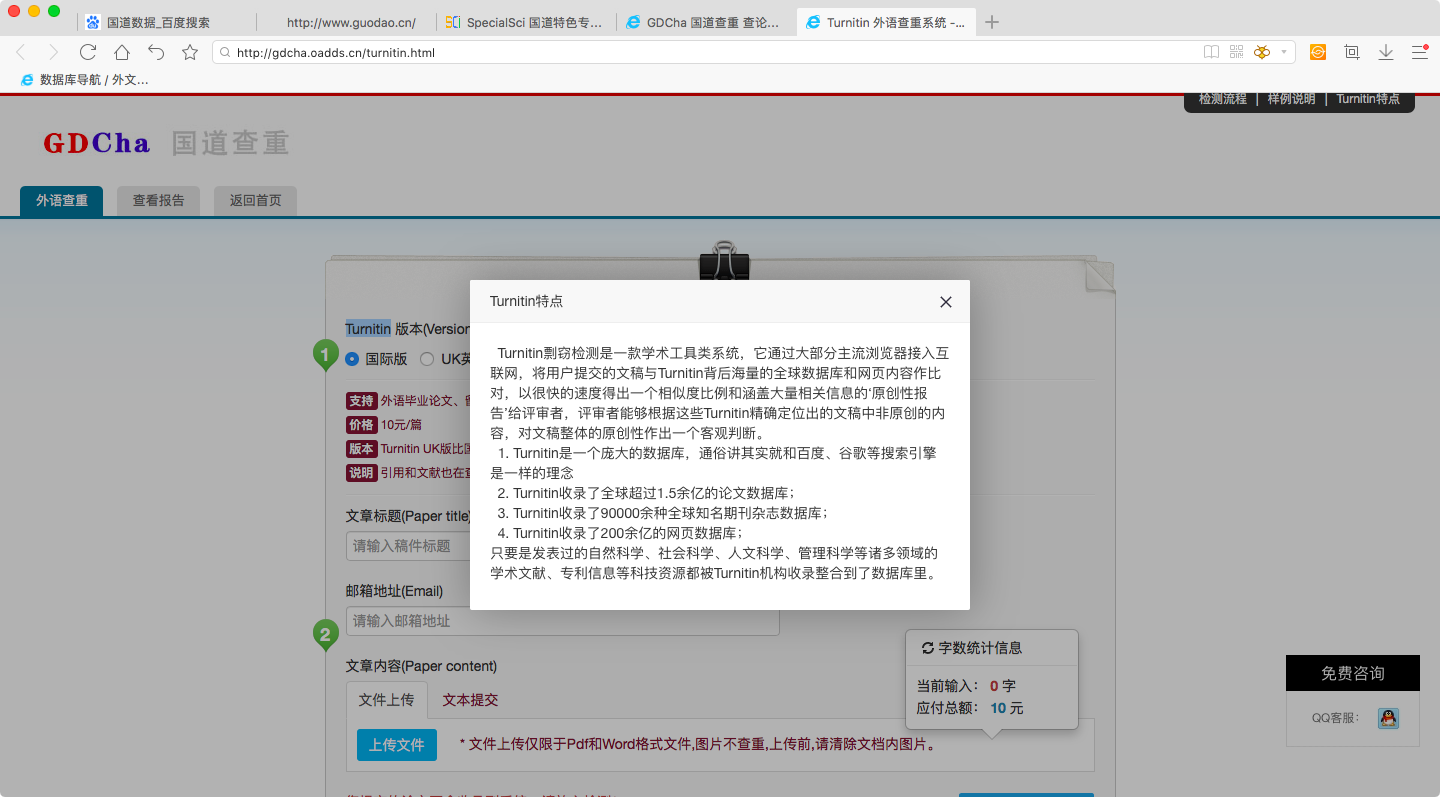 国道数据_百度搜索
http://www.guodao.cn/
SpecialSci 国道特色专…
GDCha 国道查重 查论…
Turnitin 外语查重系统 -…
http://gdcha.oadds.cn/turnitin.html
数据库导航 / 外文…
检测流程 | 样例说明 | Turnitin特点
GDCha 国道查重
外语查重
查看报告
返回首页
Turnitin 版本(Version
1
国际版
UK英
支持 外语毕业论文、
价格 10元/篇
版本 Turnitin UK版比国
说明 引用和文献也在查
文章标题(Paper title)
请输入稿件标题
Turnitin特点
Turnitin剽窃检测是一款学术工具类系统，它通过大部分主流浏览器接入互
联网，将用户提交的文稿与Turnitin背后海量的全球数据库和网页内容作比
对，以很快的速度得出一个相似度比例和涵盖大量相关信息的‘原创性报
告’给评审者，评审者能够根据这些Turnitin精确定位出的文稿中非原创的内
容，对文稿整体的原创性作出一个客观判断。
1. Turnitin是一个庞大的数据库，通俗讲其实就和百度、谷歌等搜索引擎
是一样的理念
2. Turnitin收录了全球超过1.5余亿的论文数据库；
3. Turnitin收录了90000余种全球知名期刊杂志数据库；
4. Turnitin收录了200余亿的网页数据库；
只要是发表过的自然科学、社会科学、人文科学、管理科学等诸多领域的
学术文献、专利信息等科技资源都被Turnitin机构收录整合到了数据库里。
邮箱地址(Email)
请输入邮箱地址
2
文章内容(Paper content)
文件上传
文本提交
上传文件
* 文件上传仅限于Pdf和Word格式文件,图片不查重,上传前,请清除文档内图片。
字数统计信息
当前输入： 0 字
应付总额： 10 元
免费咨询
QQ客服：